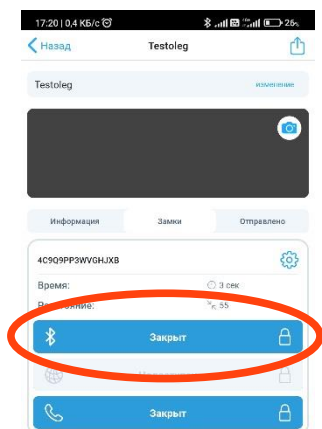 17:20 | 0,4 КБ/с 26%
Назад Testoleg
Testoleg изменение
Информация Замки Отправлено
4C9Q9PP3WVGHJXB
Время: 3 сек
55
Закрыт
Закрыт